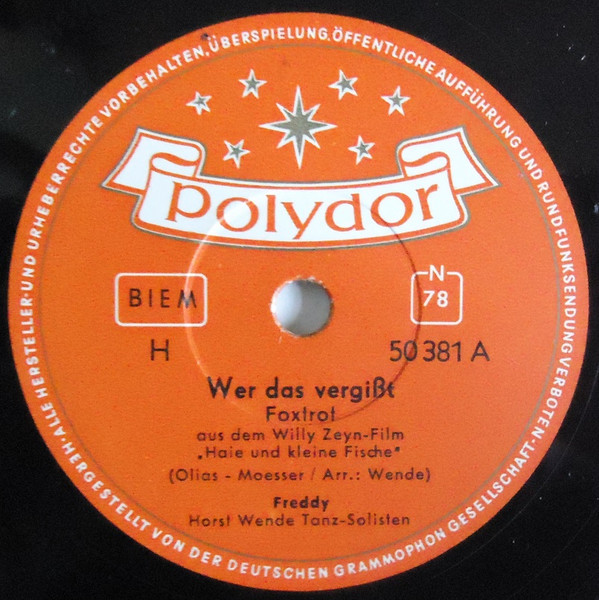 ·ALLE HERSTELLER-UND URHEBERRECHTE VORBEHALTEN, ÜBERSPIELUNG, ÖFFENTLICHE AUFFÜHRUNG UND RUNDFUNKSENDUNG VERBOTEN·
polydor
BIEM
N
78
H
50 381 A
Wer das vergißt
Foxtrot
aus dem Willy Zeyn-Film
„Haie und kleine Fische"
(Olias - Moesser / Arr.: Wende)
Freddy
Horst Wende Tanz-Solisten
HERGESTELLT VON DER DEUTSCHEN GRAMMOPHON GESELLSCHAFT·